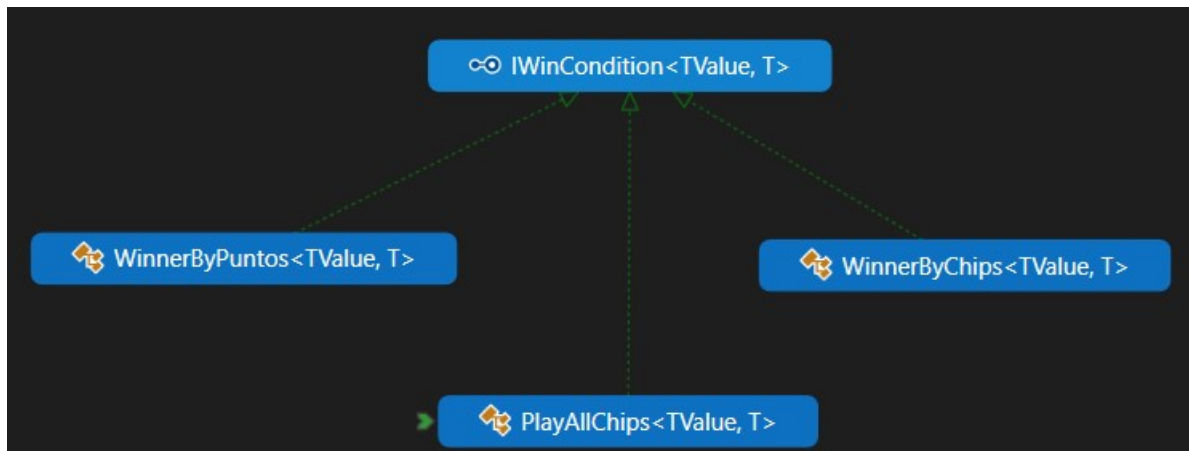 IWinCondition<TValue, T>
WinnerByPuntos<TValue, T>
WinnerByChips<TValue, T>
PlayAllChips<TValue, T>